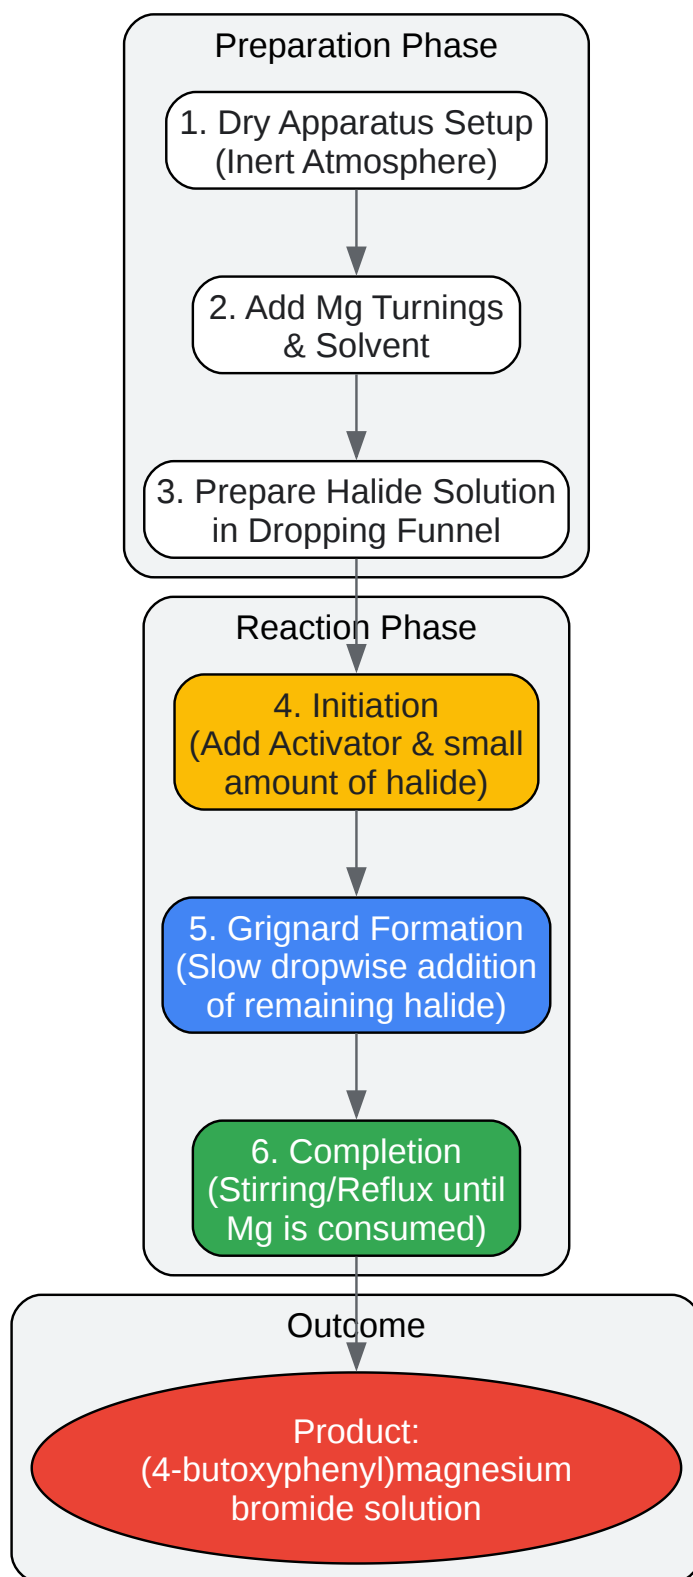 Preparation Phase
1. Dry Apparatus Setup
(Inert Atmosphere)
2. Add Mg Turnings
& Solvent
3. Prepare Halide Solution
in Dropping Funnel
Reaction Phase
4. Initiation
(Add Activator & small
amount of halide)
5. Grignard Formation
(Slow dropwise addition
of remaining halide)
6. Completion
(Stirring/Reflux until
Mg is consumed)
Outcome
Product:
(4-butoxyphenyl)magnesium
bromide solution